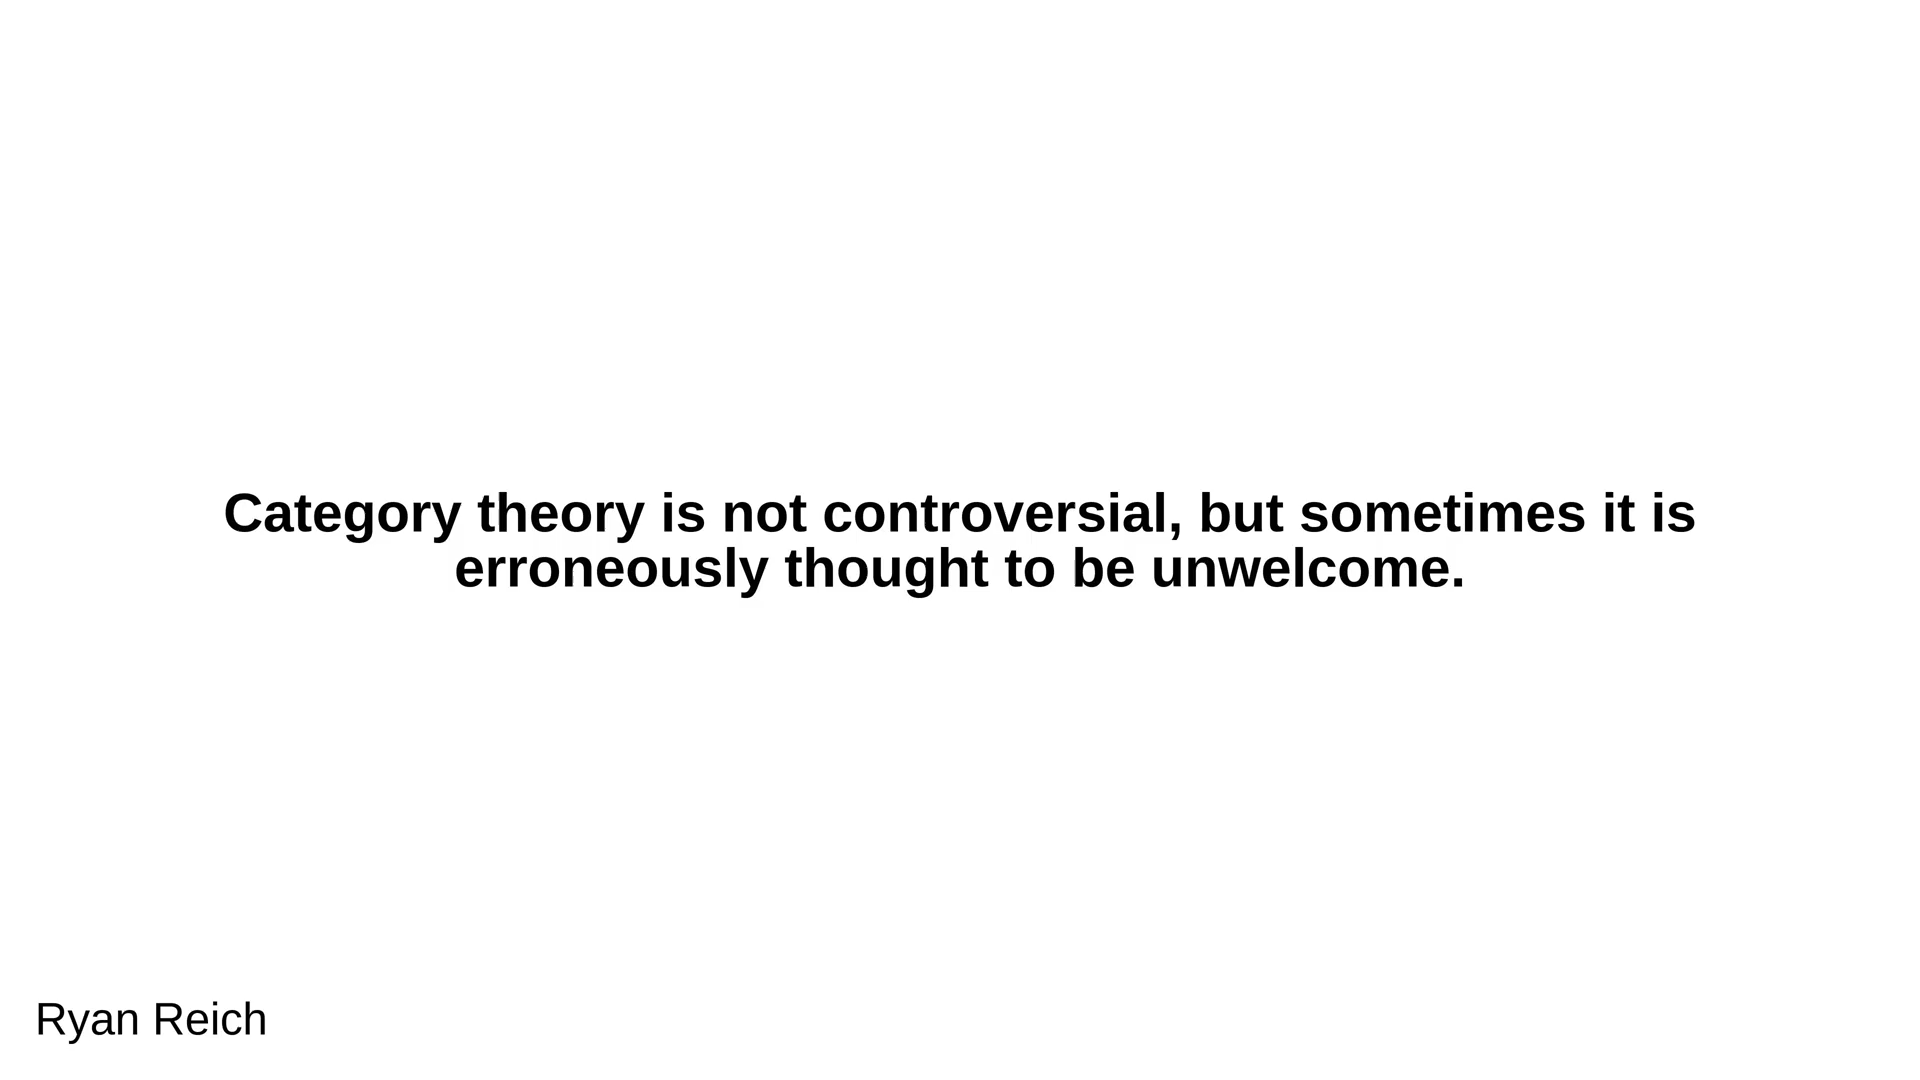 Category theory is not controversial, but sometimes it is
erroneously thought to be unwelcome.
Ryan Reich